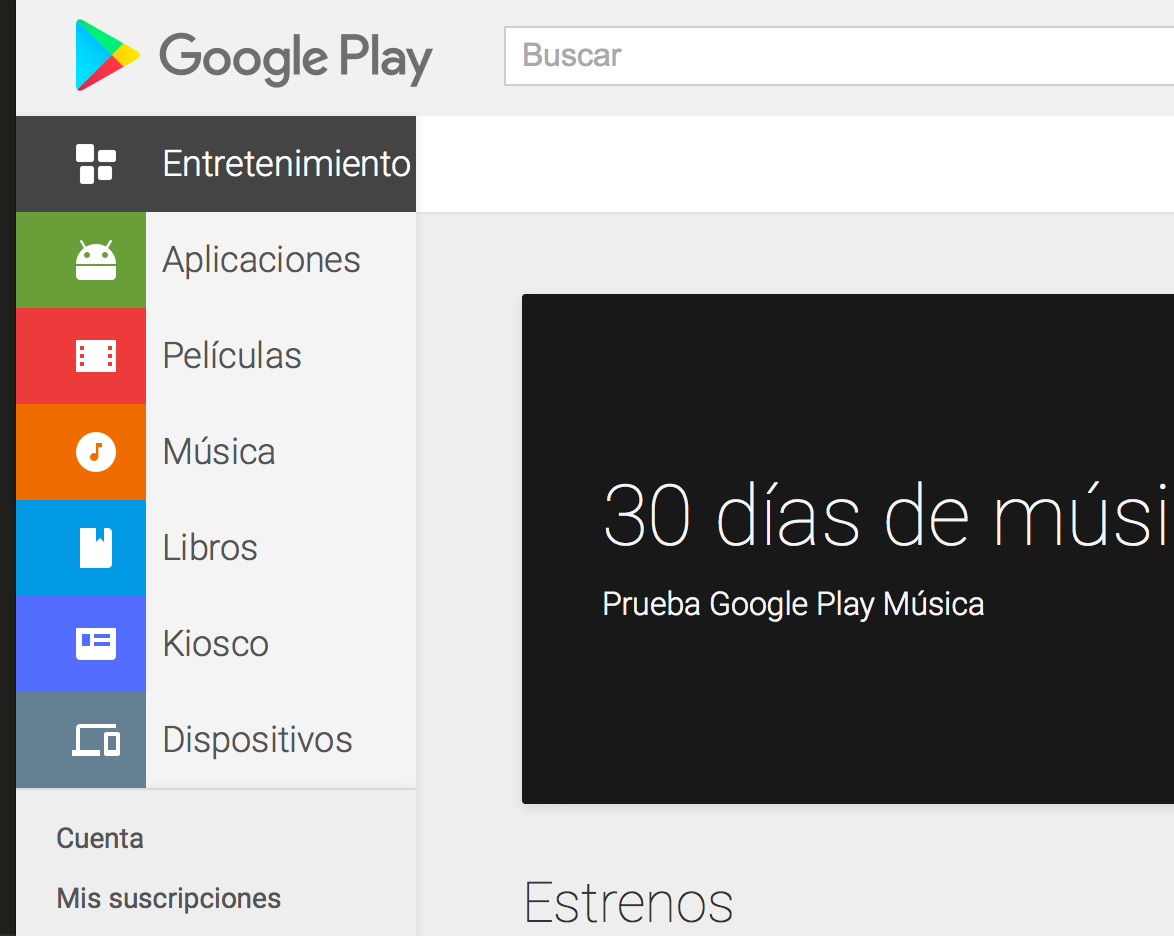 Google Play
Buscar
Entretenimiento
Aplicaciones
Películas
Música
Libros
Kiosco
Dispositivos
Cuenta
Mis suscripciones
30 días de músi
Prueba Google Play Música
Estrenos